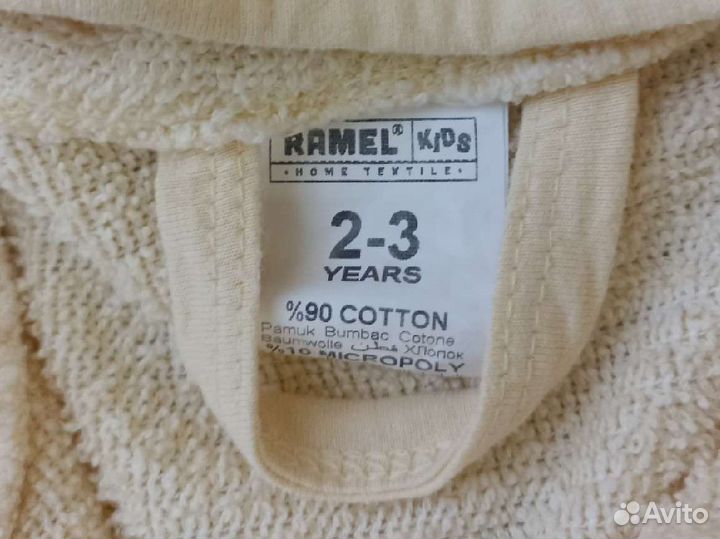 RAMEL® KIDS
· HOME TEXTILE ·
2-3
YEARS
%90 COTTON
Pamuk Bumbac Cotone
Baumwolle قطن Хлопок
%10 MICROPOLY
Avito